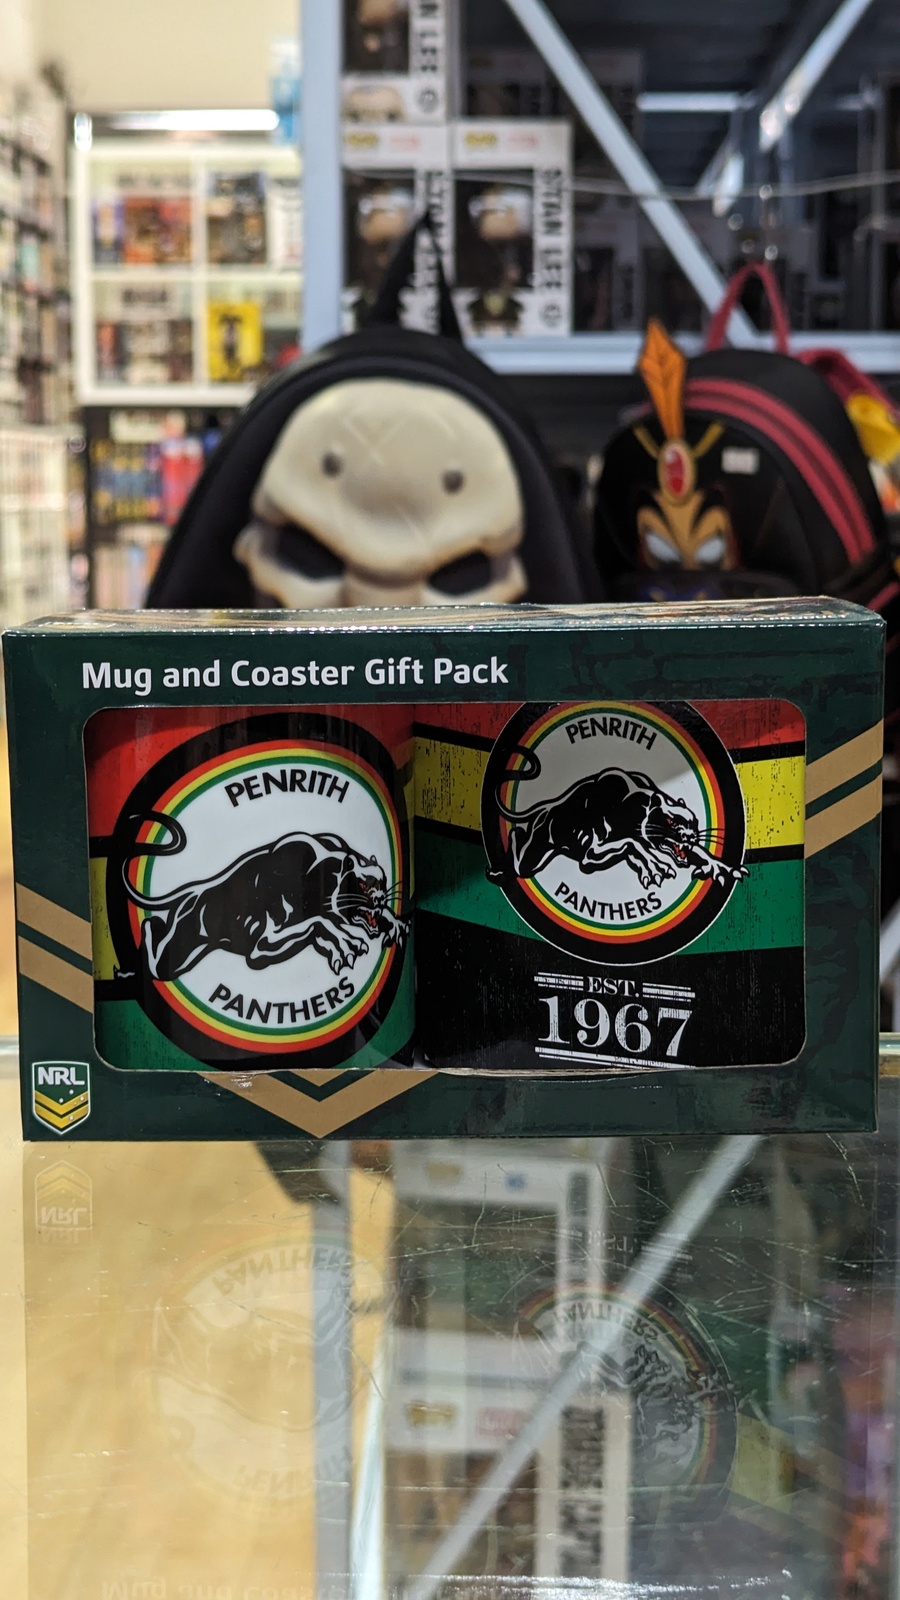 STAN LEE
Mug and Coaster Gift Pack
PENRITH
PANTHERS
PENRITH
PANTHERS
EST.
1967
NRL